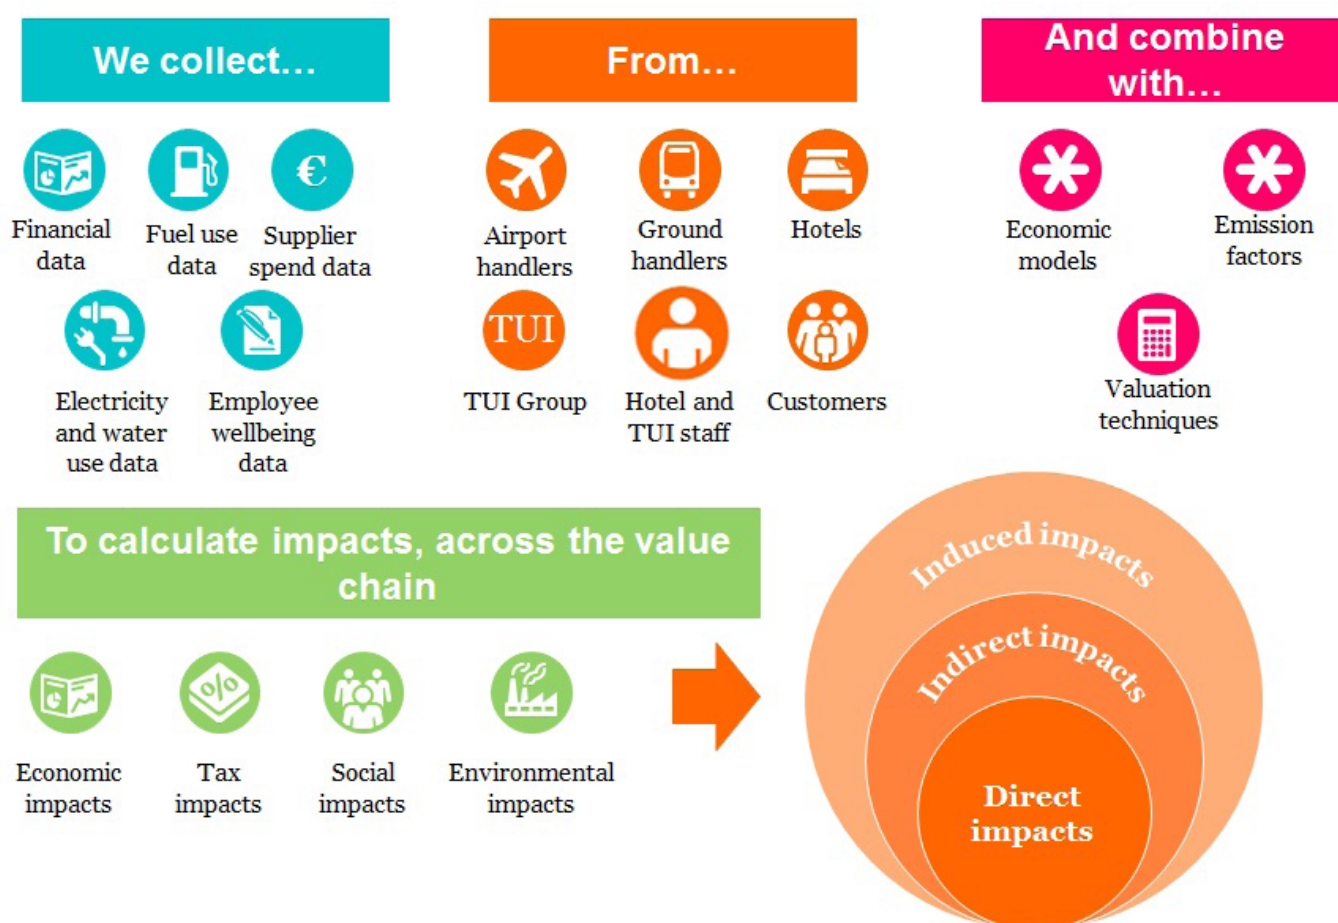 We collect...
Financial
data
Fuel use
data
€
Supplier
spend data
Electricity
and water
use data
Employee
wellbeing
data
From...
Airport
handlers
Ground
handlers
Hotels
TUI
TUI Group
Hotel and
TUI staff
Customers
And combine
with...
Economic
models
Emission
factors
Valuation
techniques
To calculate impacts, across the value
chain
Economic
impacts
%
Tax
impacts
Social
impacts
Environmental
impacts
Induced impacts
Indirect impacts
Direct
impacts